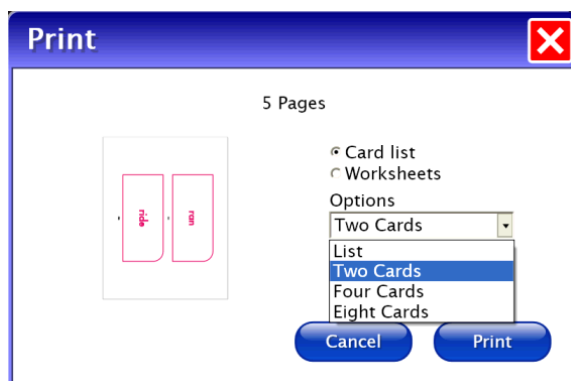 Print
5 Pages
ride
ran
Card list
Worksheets
Options
Two Cards
List
Two Cards
Four Cards
Eight Cards
Cancel
Print